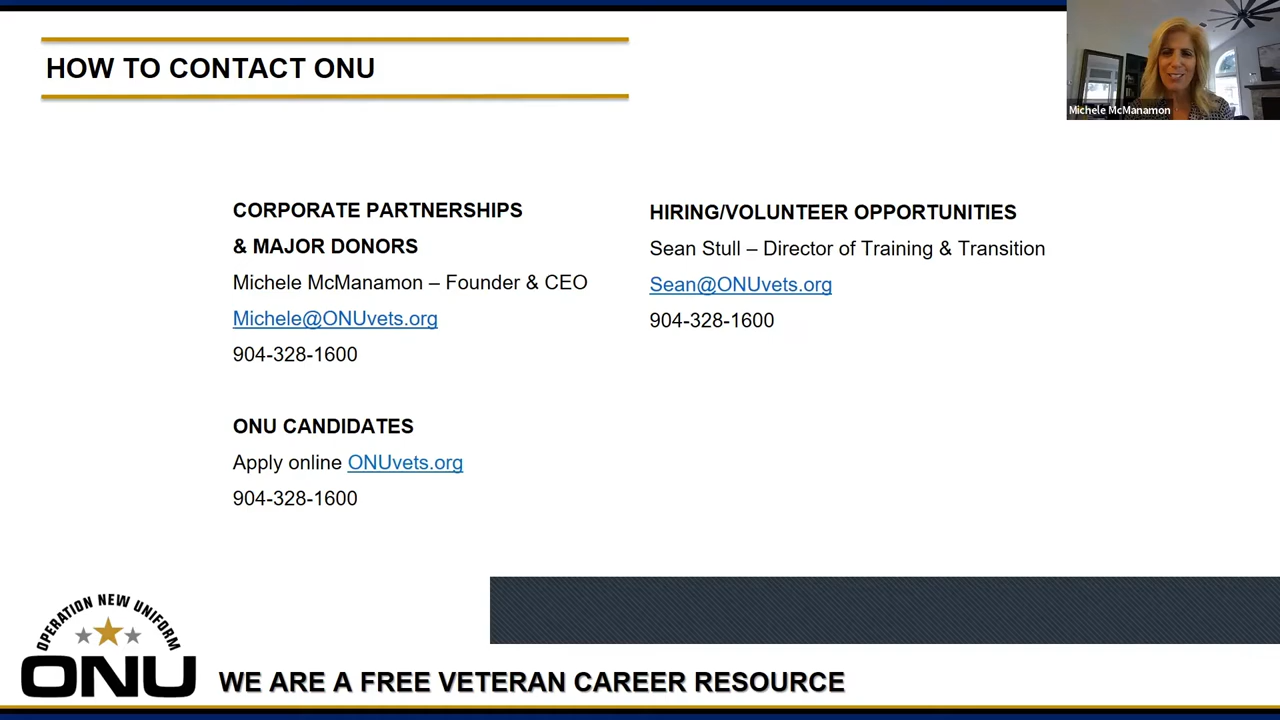 HOW TO CONTACT ONU
Michele McManamon
CORPORATE PARTNERSHIPS
& MAJOR DONORS
Michele McManamon – Founder & CEO
Michele@ONUvets.org
904-328-1600
HIRING/VOLUNTEER OPPORTUNITIES
Sean Stull – Director of Training & Transition
Sean@ONUvets.org
904-328-1600
ONU CANDIDATES
Apply online ONUvets.org
904-328-1600
OPERATION NEW UNIFORM
ONU
WE ARE A FREE VETERAN CAREER RESOURCE